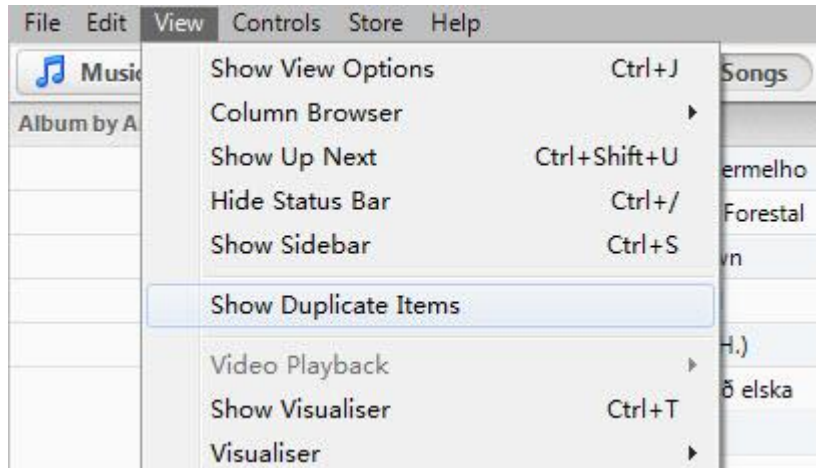 File Edit View Controls Store Help
Music
Songs
Album by A
Show View Options Ctrl+J
Column Browser
Show Up Next Ctrl+Shift+U
ermelho
Hide Status Bar Ctrl+/
Forestal
Show Sidebar Ctrl+S
wn
Show Duplicate Items
H.)
Video Playback
ð elska
Show Visualiser Ctrl+T
Visualiser